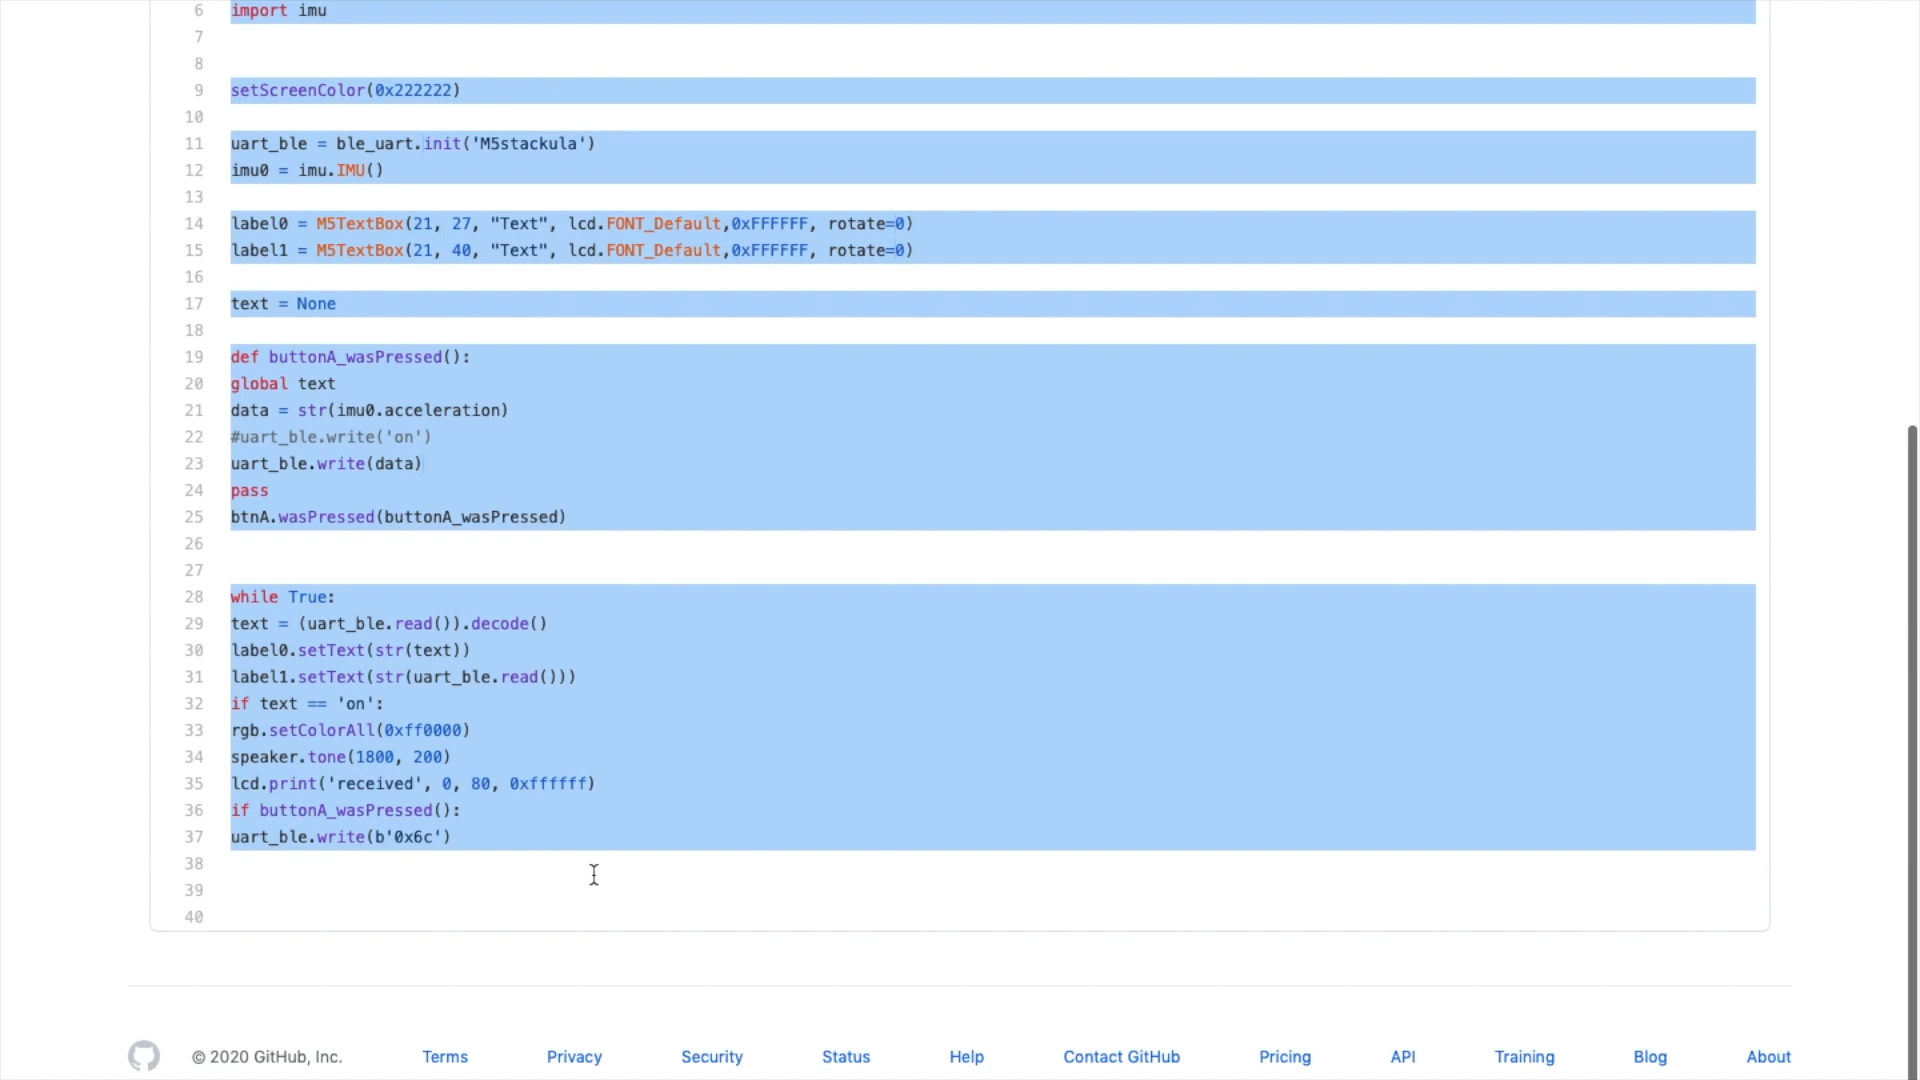 6 import imu
7
8
9 setScreenColor(0x222222)
10
11 uart_ble = ble_uart.init('M5stackula')
12 imu0 = imu.IMU()
13
14 label0 = M5TextBox(21, 27, "Text", lcd.FONT_Default,0xFFFFFF, rotate=0)
15 label1 = M5TextBox(21, 40, "Text", lcd.FONT_Default,0xFFFFFF, rotate=0)
16
17 text = None
18
19 def buttonA_wasPressed():
20 global text
21 data = str(imu0.acceleration)
22 #uart_ble.write('on')
23 uart_ble.write(data)
24 pass
25 btnA.wasPressed(buttonA_wasPressed)
26
27
28 while True:
29 text = (uart_ble.read()).decode()
30 label0.setText(str(text))
31 label1.setText(str(uart_ble.read()))
32 if text == 'on':
33 rgb.setColorAll(0xff0000)
34 speaker.tone(1800, 200)
35 lcd.print('received', 0, 80, 0xffffff)
36 if buttonA_wasPressed():
37 uart_ble.write(b'0x6c')
38
39
40
© 2020 GitHub, Inc. Terms Privacy Security Status Help Contact GitHub Pricing API Training Blog About